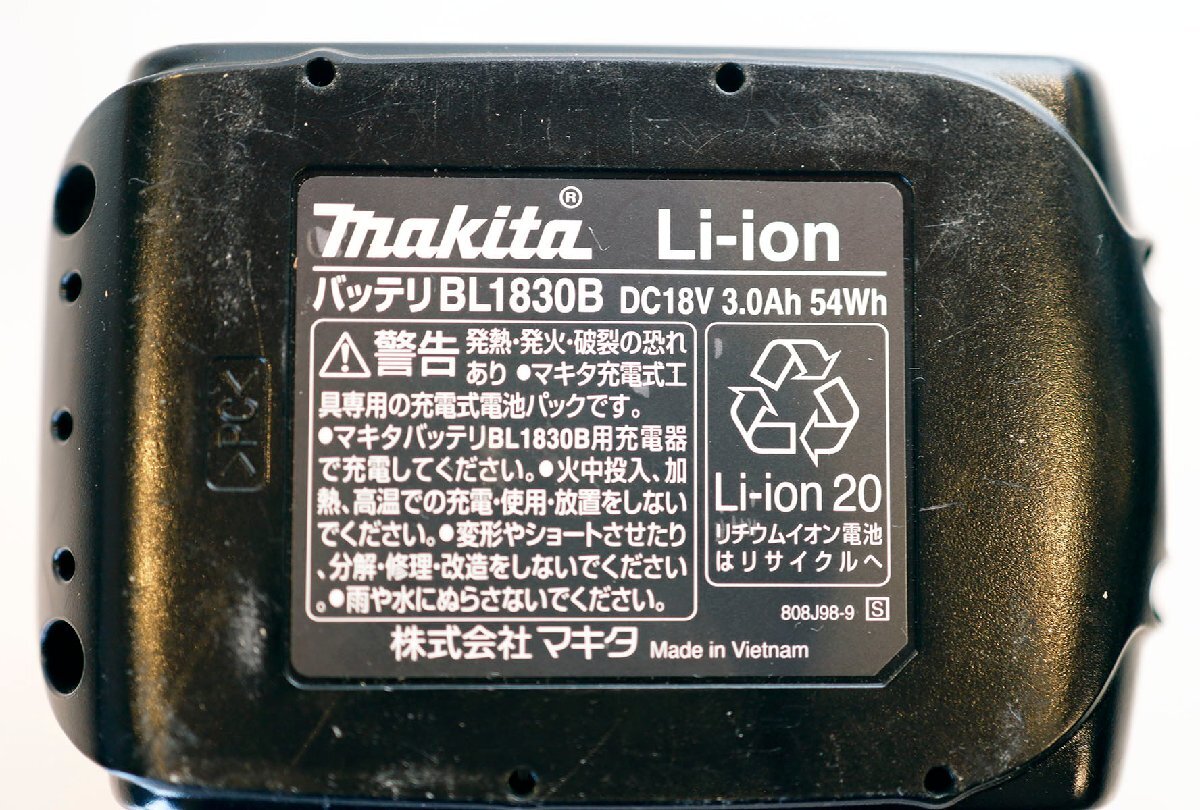 makita® Li-ion
バッテリBL1830B DC18V 3.0Ah 54Wh
警告 発熱・発火・破裂の恐れ
あり ●マキタ充電式工
具専用の充電式電池パックです。
●マキタバッテリBL1830B用充電器
で充電してください。●火中投入、加
熱、高温での充電・使用・放置をしない
でください。●変形やショートさせたり
、分解・修理・改造をしないでください
。●雨や水にぬらさないでください。
Li-ion 20
リチウムイオン電池
はリサイクルへ
808J98-9 S
株式会社マキタ Made in Vietnam
>PC<